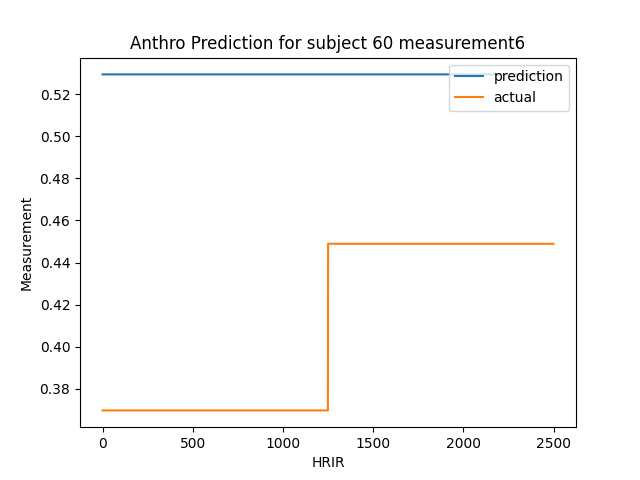 Anthro Prediction for subject 60 measurement6
prediction
actual
Measurement
0.52
0.50
0.48
0.46
0.44
0.42
0.40
0.38
0 500 1000 1500 2000 2500
HRIR